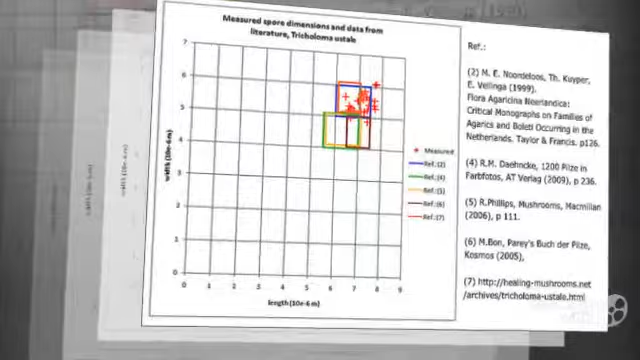 Measured spore dimensions and data from
literature, Tricholoma ustale
7
6
5
4
3
2
1
0
width (10e-6 m)
0 1 2 3 4 5 6 7 8 9
length (10e-6 m)
Measured
Ref.:(2)
Ref.:(4)
Ref.:(5)
Ref.:(6)
Ref.:(7)
Ref.:
(2) M. E. Noordeloos, Th. Kuyper,
E. Vellinga (1999).
Flora Agaricina Neerlandica:
Critical Monographs on Families of
Agarics and Boleti Occurring in the
Netherlands. Taylor & Francis. p126.
(4) R.M. Daehncke, 1200 Pilze in
Farbfotos, AT Verlag (2009), p 236.
(5) R.Phillips, Mushrooms, Macmillan
(2006), p 111.
(6) M.Bon, Parey's Buch der Pilze,
Kosmos (2005),
(7) http://healing-mushrooms.net
/archives/tricholoma-ustale.html